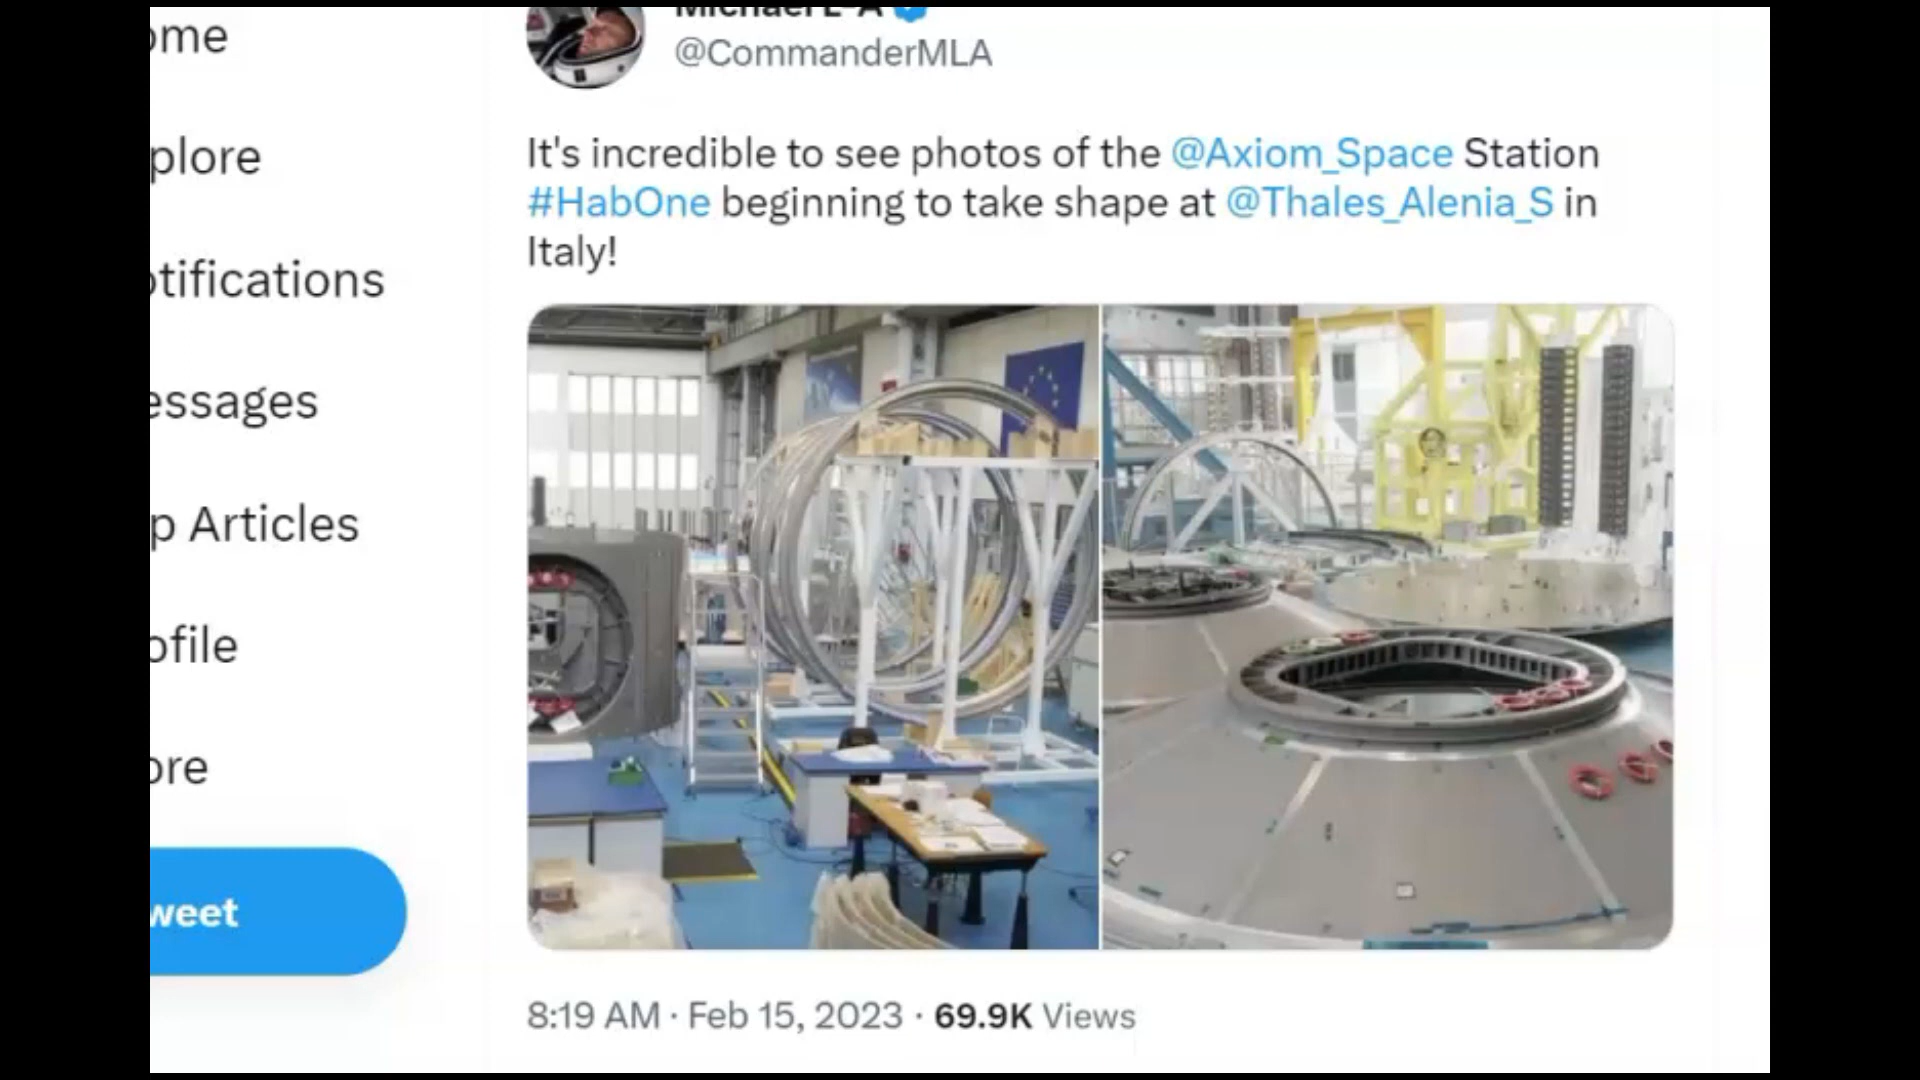 ome
Michael L-A
@CommanderMLA
plore
It's incredible to see photos of the @Axiom_Space Station
#HabOne beginning to take shape at @Thales_Alenia_S in
Italy!
otifications
essages
p Articles
ofile
ore
weet
8:19 AM · Feb 15, 2023 · 69.9K Views